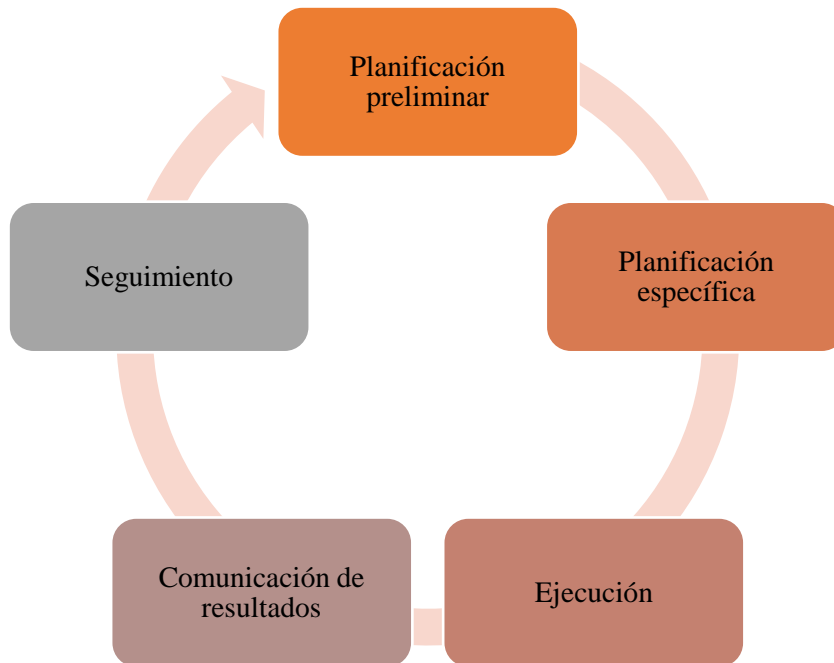 Planificación
preliminar
Planificación
específica
Ejecución
Comunicación de
resultados
Seguimiento